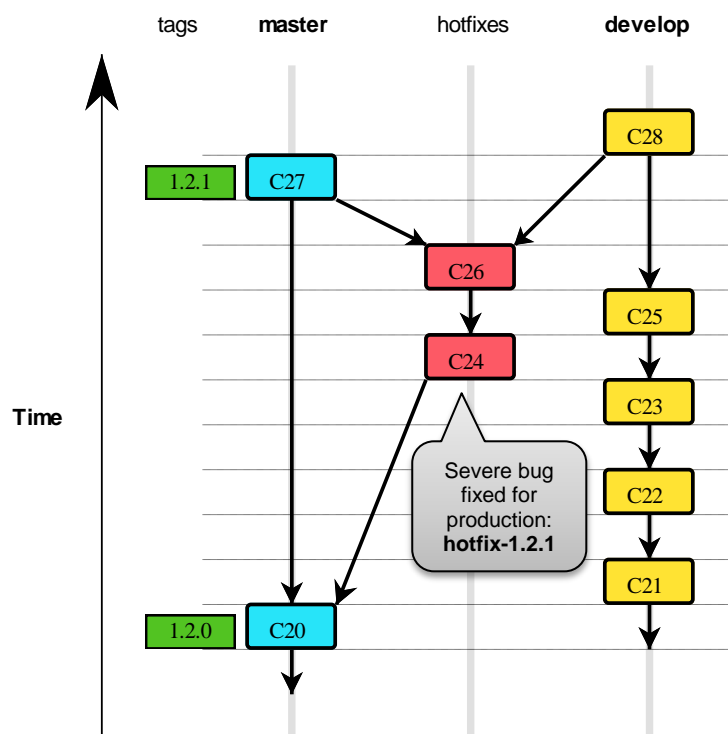 tags master hotfixes develop
C28
1.2.1 C27
C26
C25
C24
C23
Time
Severe bug
fixed for
production:
hotfix-1.2.1
C22
C21
1.2.0 C20